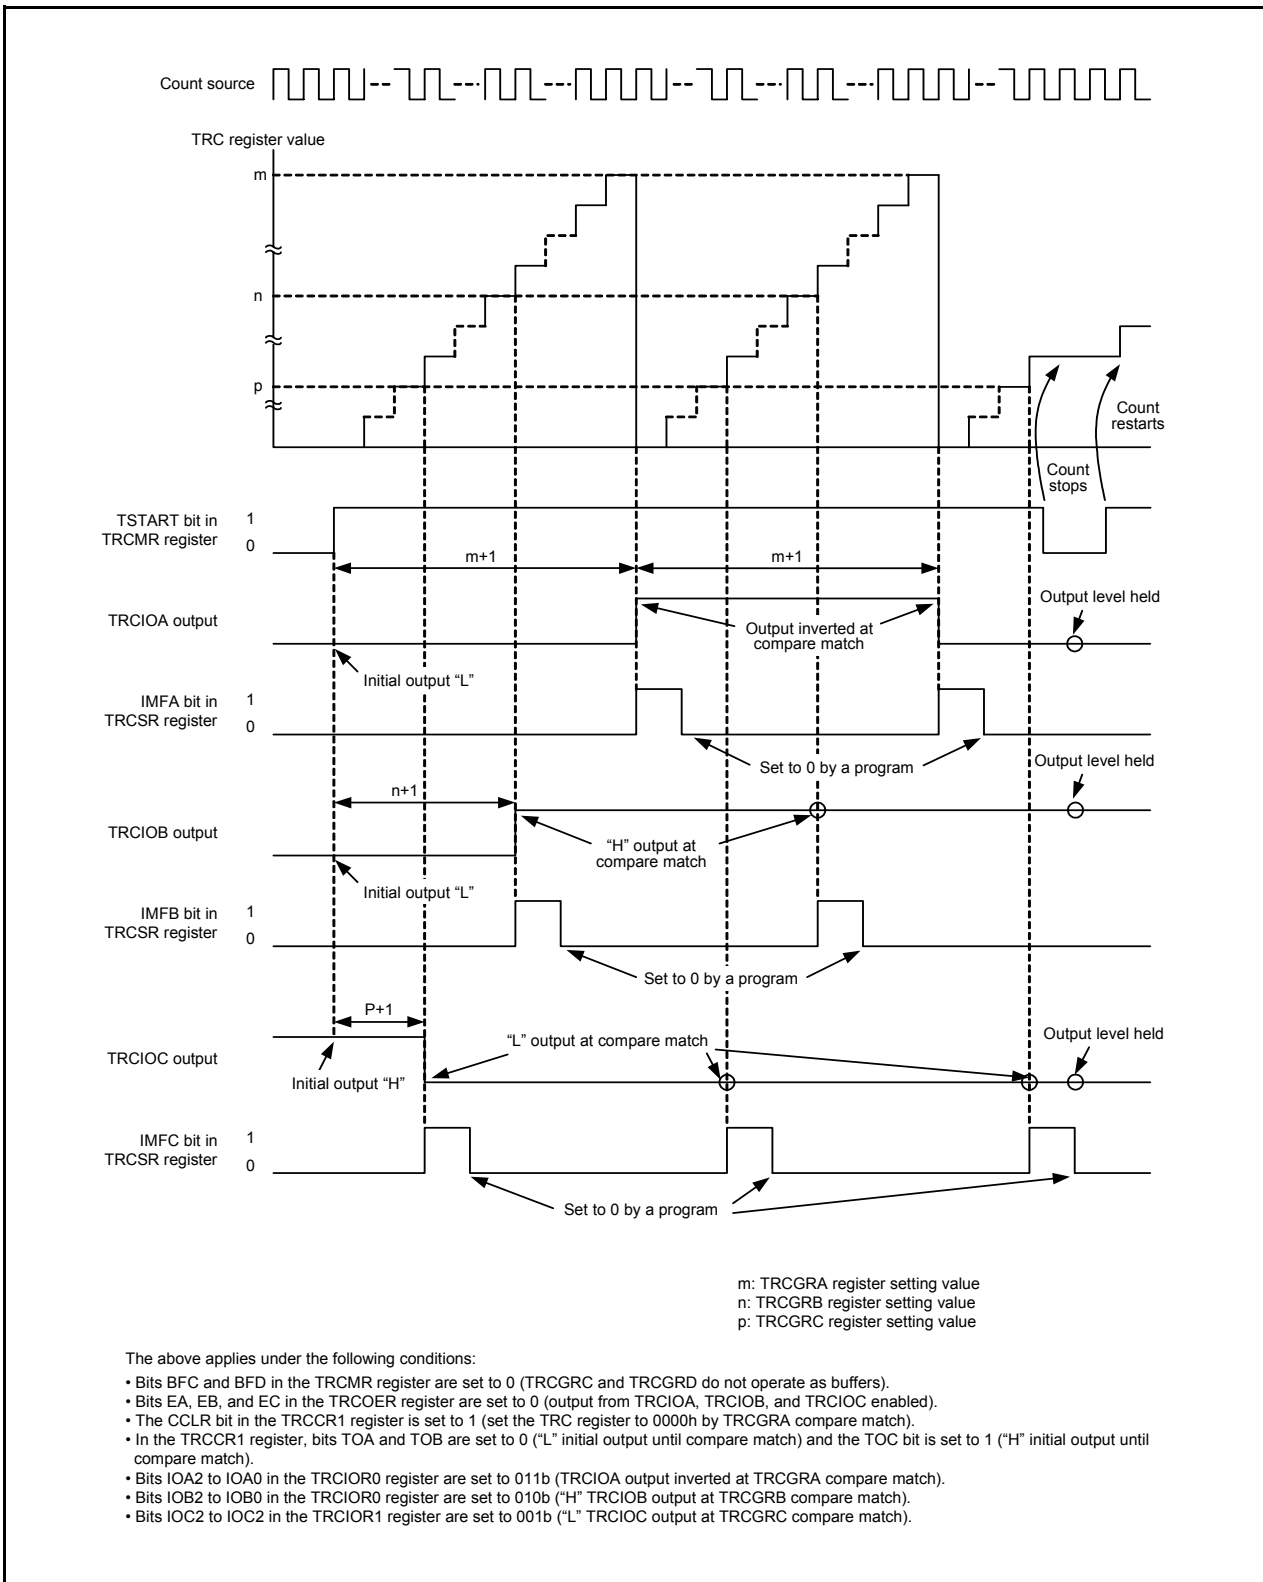 Count source
TRC register value
m
n
p
Count
restarts
Count
stops
TSTART bit in
TRCMR register
1
0
m+1
m+1
TRCIOA output
Output level held
Output inverted at
compare match
Initial output “L”
IMFA bit in
TRCSR register
1
0
Set to 0 by a program
Output level held
n+1
TRCIOB output
“H” output at
compare match
Initial output “L”
IMFB bit in
TRCSR register
1
0
Set to 0 by a program
P+1
TRCIOC output
“L” output at compare match
Output level held
Initial output “H”
IMFC bit in
TRCSR register
1
0
Set to 0 by a program
m: TRCGRA register setting value
n: TRCGRB register setting value
p: TRCGRC register setting value
The above applies under the following conditions:
• Bits BFC and BFD in the TRCMR register are set to 0 (TRCGRC and TRCGRD do not operate as buffers).
• Bits EA, EB, and EC in the TRCOER register are set to 0 (output from TRCIOA, TRCIOB, and TRCIOC enabled).
• The CCLR bit in the TRCCR1 register is set to 1 (set the TRC register to 0000h by TRCGRA compare match).
• In the TRCCR1 register, bits TOA and TOB are set to 0 (“L” initial output until compare match) and the TOC bit is set to 1 (“H” initial output until
compare match).
• Bits IOA2 to IOA0 in the TRCIOR0 register are set to 011b (TRCIOA output inverted at TRCGRA compare match).
• Bits IOB2 to IOB0 in the TRCIOR0 register are set to 010b (“H” TRCIOB output at TRCGRB compare match).
• Bits IOC2 to IOC2 in the TRCIOR1 register are set to 001b (“L” TRCIOC output at TRCGRC compare match).